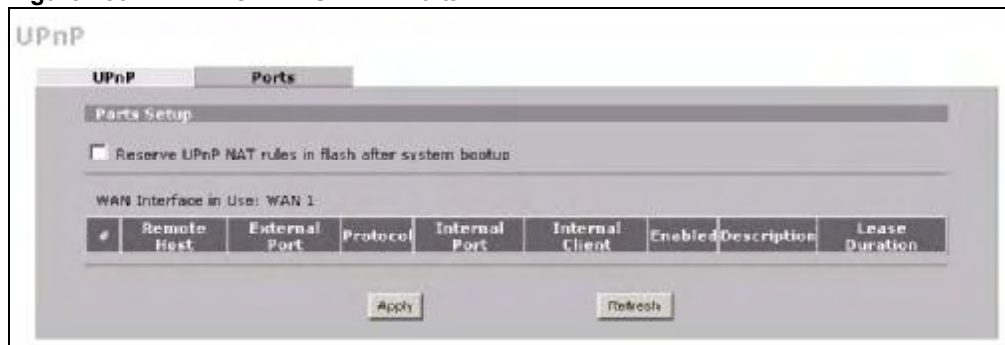 UPnP
UPnP Ports
Ports Setup
Reserve UPnP NAT rules in flash after system bootup
WAN Interface in Use: WAN 1
# Remote Host External Port Protocol Internal Port Internal Client Enabled Description Lease Duration
Apply Refresh